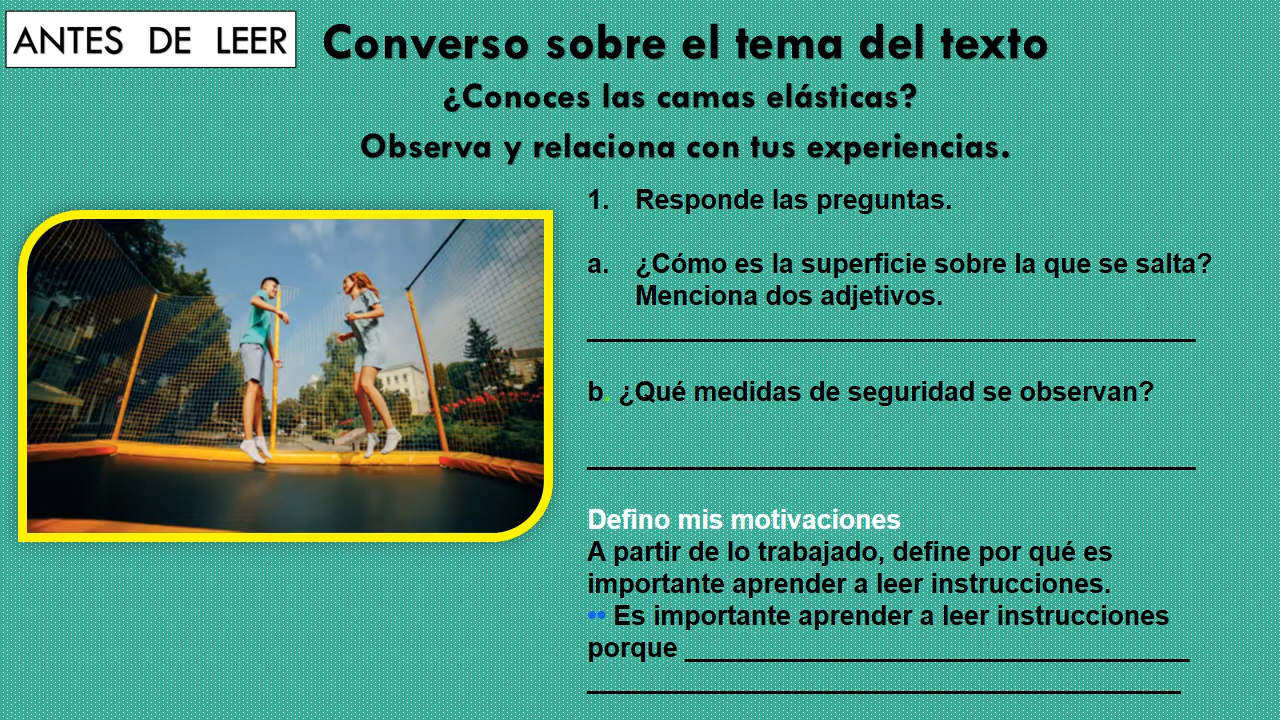 ANTES DE LEER
Converso sobre el tema del texto
¿Conoces las camas elásticas?
Observa y relaciona con tus experiencias.
1. Responde las preguntas.
a. ¿Cómo es la superficie sobre la que se salta?
Menciona dos adjetivos.
b. ¿Qué medidas de seguridad se observan?
Defino mis motivaciones
A partir de lo trabajado, define por qué es
importante aprender a leer instrucciones.
•• Es importante aprender a leer instrucciones
porque